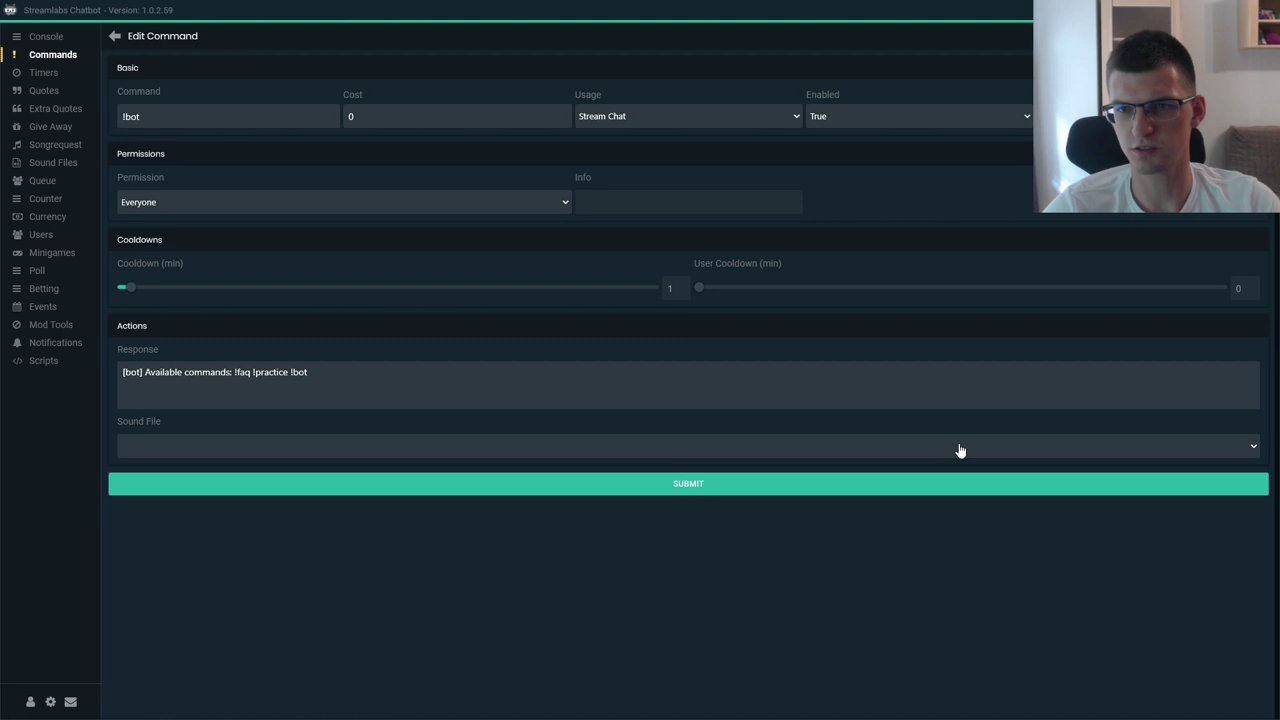 Streamlabs Chatbot - Version: 1.0.2.59
Console
Commands
Timers
Quotes
Extra Quotes
Give Away
Songrequest
Sound Files
Queue
Counter
Currency
Users
Minigames
Poll
Betting
Events
Mod Tools
Notifications
Scripts
Edit Command
Basic
Command
Cost
Usage
Enabled
!bot
0
Stream Chat
True
Permissions
Permission
Info
Everyone
Cooldowns
Cooldown (min)
User Cooldown (min)
1
0
Actions
Response
[bot] Available commands: !faq !practice !bot
Sound File
SUBMIT